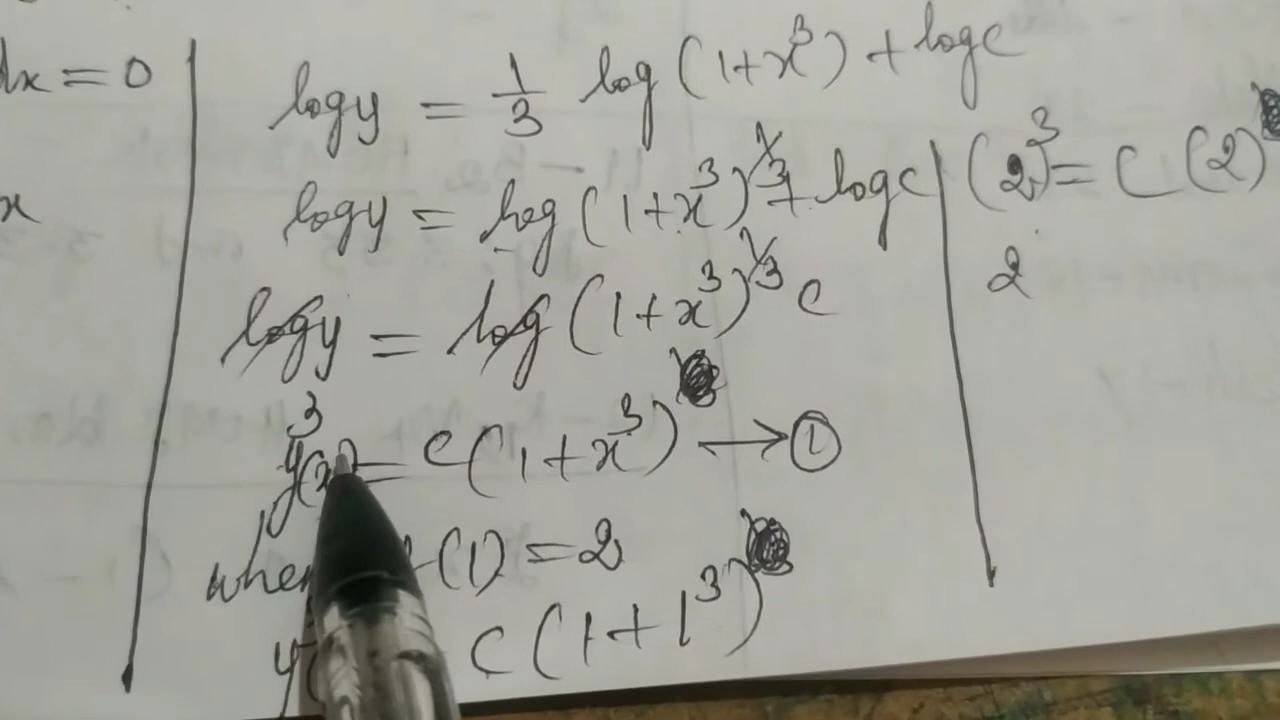 dx = 0
x
log y = 1/3 log (1+x³) + log c
log y = log (1+x³)^1/3 + log c
log y = log (1+x³)^1/3 c
y³(x) = c (1+x³) → ①
when (1) = 2
y c (1+1³)
(2)³ = c (2)
2